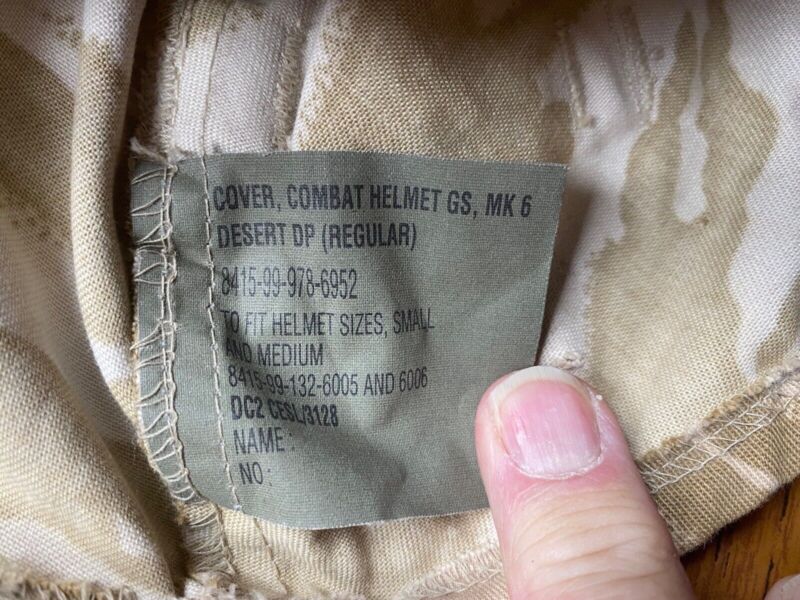 COVER, COMBAT HELMET GS, MK 6
DESERT DP (REGULAR)
8415-99-978-6952
TO FIT HELMET SIZES, SMALL
AND MEDIUM
8415-99-132-6005 AND 6006
DC2 CESL/3128
NAME :
NO :